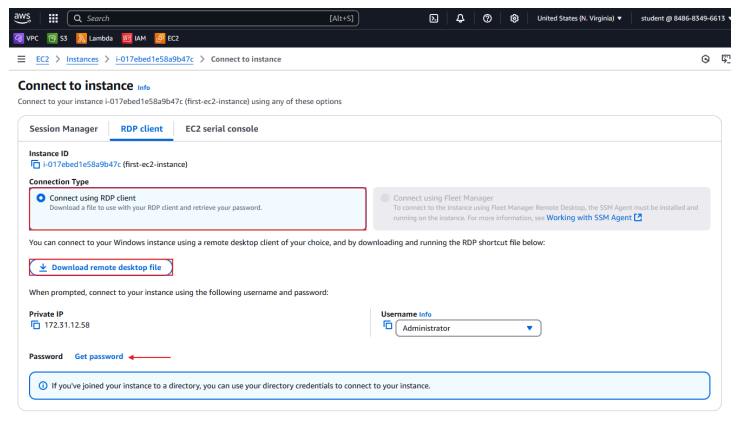 aws
Search [Alt+S] United States (N. Virginia) student @ 8486-8349-6613
VPC S3 Lambda IAM EC2
EC2 > Instances > i-017ebed1e58a9b47c > Connect to instance
Connect to instance Info
Connect to your instance i-017ebed1e58a9b47c (first-ec2-instance) using any of these options
Session Manager RDP client EC2 serial console
Instance ID
i-017ebed1e58a9b47c (first-ec2-instance)
Connection Type
Connect using RDP client
Download a file to use with your RDP client and retrieve your password.
Connect using Fleet Manager
To connect to the instance using Fleet Manager Remote Desktop, the SSM Agent must be installed and
running on the instance. For more information, see Working with SSM Agent
You can connect to your Windows instance using a remote desktop client of your choice, and by downloading and running the RDP shortcut file below:
Download remote desktop file
When prompted, connect to your instance using the following username and password:
Private IP
172.31.12.58
Username Info
Administrator
Password Get password
If you've joined your instance to a directory, you can use your directory credentials to connect to your instance.